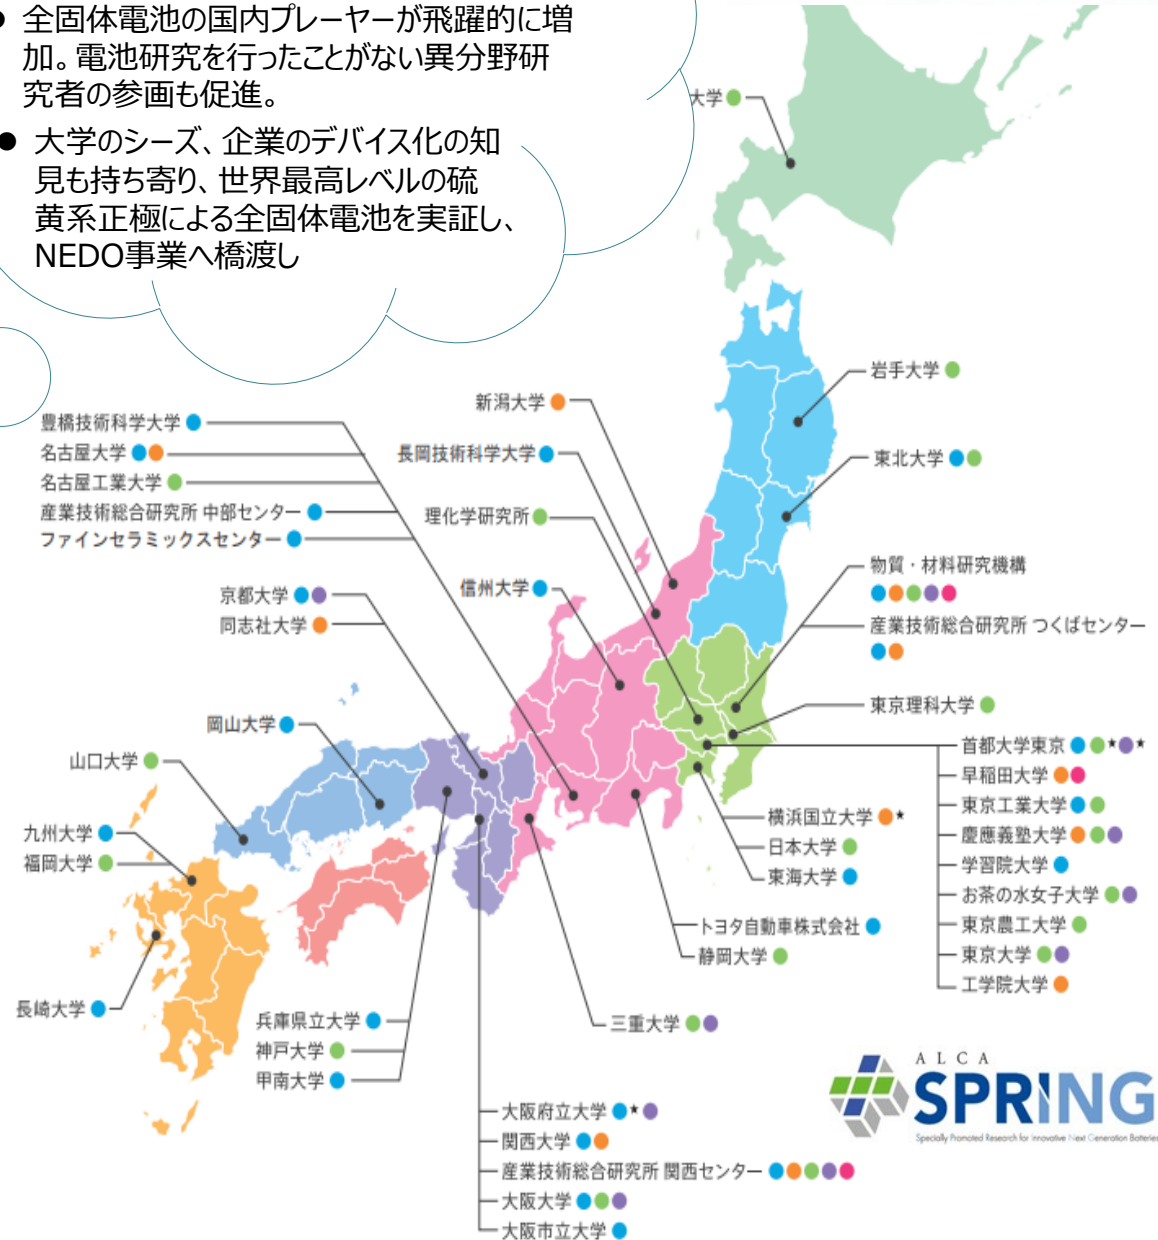 ● 全固体電池の国内プレーヤーが飛躍的に増
加。電池研究を行ったことがない異分野研
究者の参画も促進。
● 大学のシーズ、企業のデバイス化の知
見も持ち寄り、世界最高レベルの硫
黄系正極による全固体電池を実証し、
NEDO事業へ橋渡し
大学
岩手大学
東北大学
物質・材料研究機構
産業技術総合研究所 つくばセンター
東京理科大学
首都大学東京 ★ ★
早稲田大学
東京工業大学
慶應義塾大学
学習院大学
お茶の水女子大学
東京農工大学
東京大学
工学院大学
新潟大学
長岡技術科学大学
理化学研究所
信州大学
豊橋技術科学大学
名古屋大学
名古屋工業大学
産業技術総合研究所 中部センター
ファインセラミックスセンター
京都大学
同志社大学
岡山大学
山口大学
九州大学
福岡大学
長崎大学
兵庫県立大学
神戸大学
甲南大学
横浜国立大学 ★
日本大学
東海大学
トヨタ自動車株式会社
静岡大学
三重大学
大阪府立大学 ★
関西大学
産業技術総合研究所 関西センター
大阪大学
大阪市立大学
ALCA
SPRING
Specially Promoted Research for Innovative Next Generation Batteries